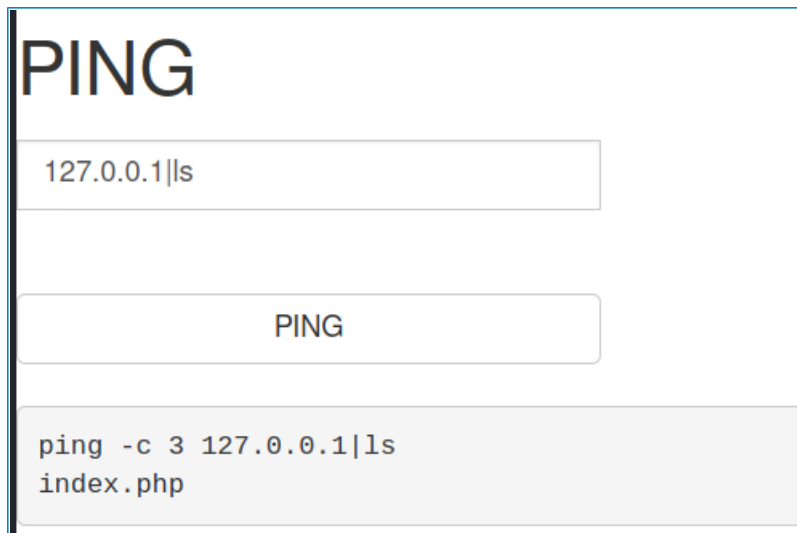 PING
127.0.0.1|ls
PING
ping -c 3 127.0.0.1|ls
index.php